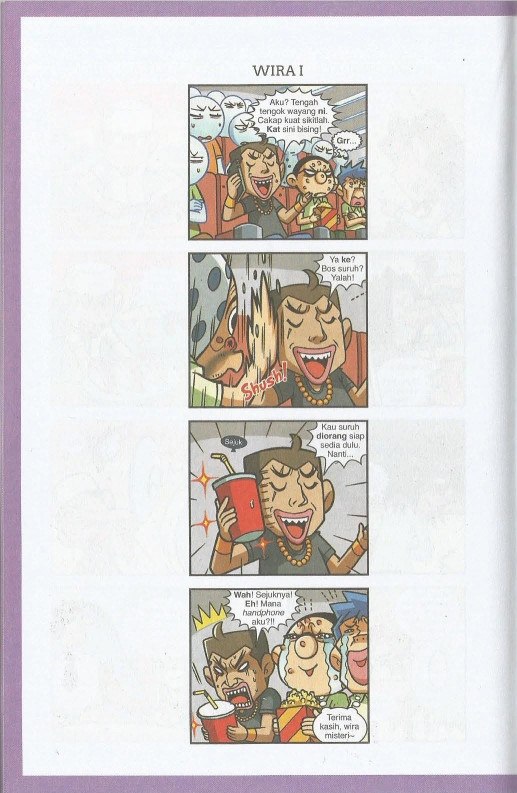 WIRA I
Aku? Tengah
tengok wayang ni.
Cakap kuat sikitlah.
Kat sini bising!
Grr...
Ya ke?
Bos suruh?
Yalah!
Shush!
Kau suruh
diorang siap
sedia dulu.
Nanti...
Sejuk
Wah! Sejuknya!
Eh! Mana
handphone
aku?!!
Terima
kasih, wira
misteri~